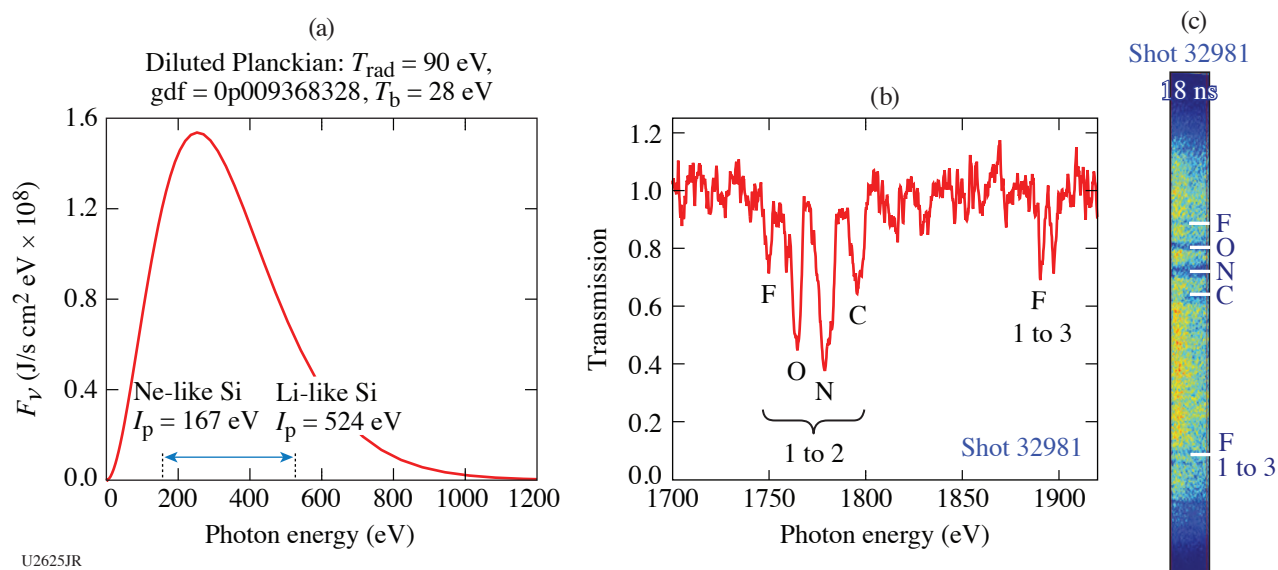 (a)
Diluted Planckian: T_rad = 90 eV,
gdf = 0p009368328, T_b = 28 eV
1.6
1.2
0.8
0.4
0.0
F_ν (J/s cm² eV × 10⁸)
Ne-like Si
I_p = 167 eV
Li-like Si
I_p = 524 eV
0 200 400 600 800 1000 1200
Photon energy (eV)
U2625JR
(b)
1.2
1.0
0.8
0.6
0.4
0.2
0.0
Transmission
F
O
N
C
1 to 2
F
1 to 3
Shot 32981
1700 1750 1800 1850 1900
Photon energy (eV)
(c)
Shot 32981
18 ns
F
O
N
C
F
1 to 3